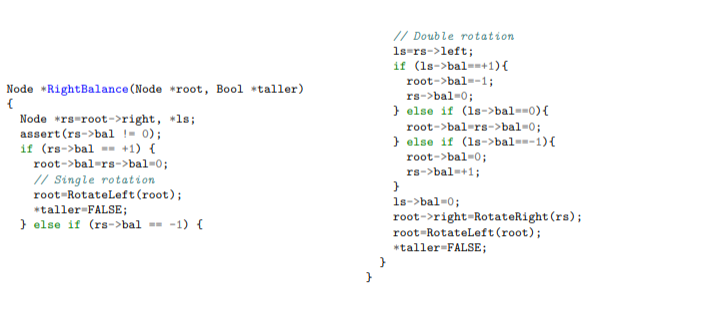 Node *RightBalance(Node *root, Bool *taller)
{
Node *rs=root->right, *ls;
assert(rs->bal != 0);
if (rs->bal == +1) {
root->bal=rs->bal=0;
// Single rotation
root=RotateLeft(root);
*taller=FALSE;
} else if (rs->bal == -1) {
// Double rotation
ls=rs->left;
if (ls->bal==+1){
root->bal=-1;
rs->bal=0;
} else if (ls->bal==0){
root->bal=rs->bal=0;
} else if (ls->bal==-1){
root->bal=0;
rs->bal=+1;
}
ls->bal=0;
root->right=RotateRight(rs);
root=RotateLeft(root);
*taller=FALSE;
}
}